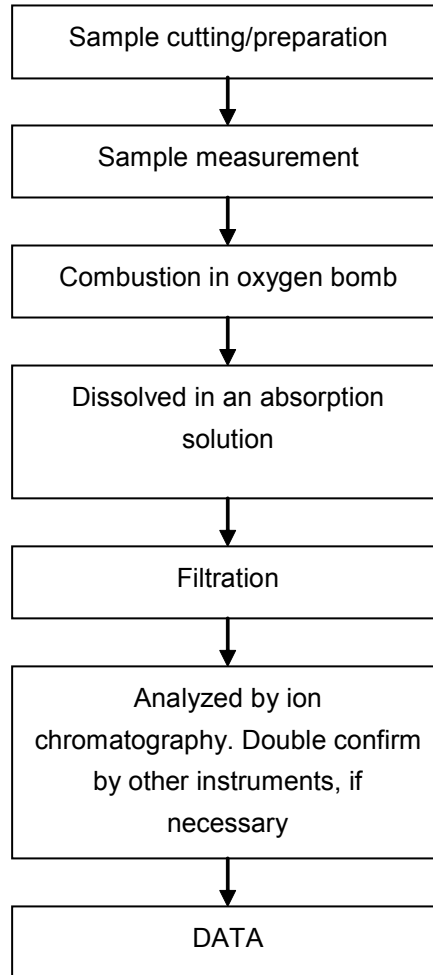 Sample cutting/preparation
Sample measurement
Combustion in oxygen bomb
Dissolved in an absorption
solution
Filtration
Analyzed by ion
chromatography. Double confirm
by other instruments, if
necessary
DATA